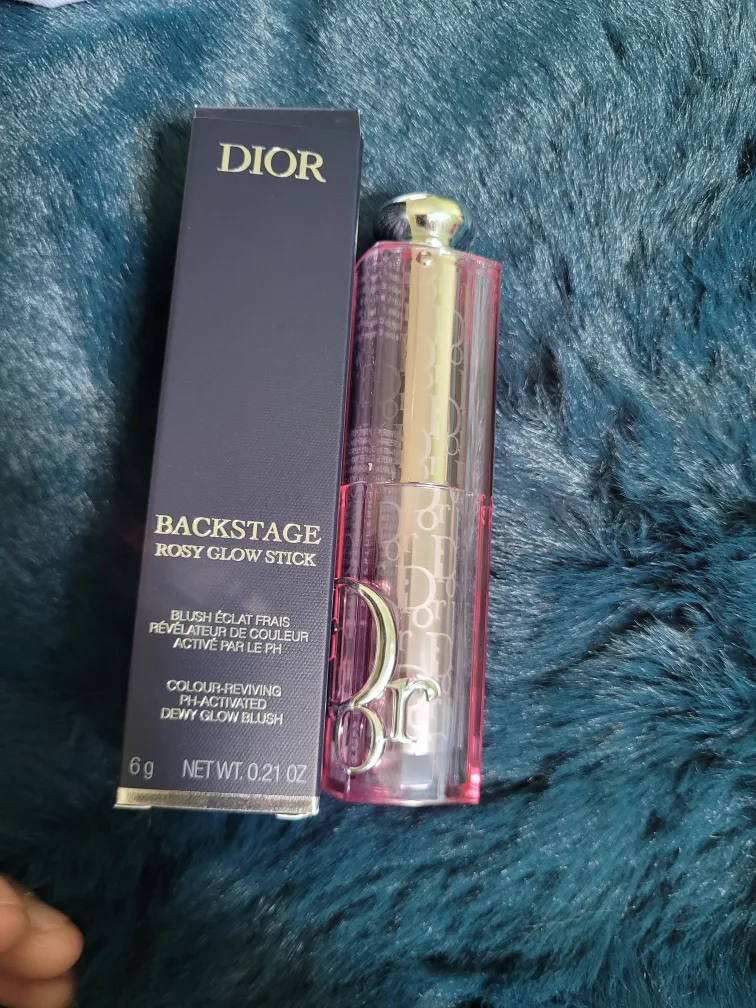 DIOR
BACKSTAGE
ROSY GLOW STICK
BLUSH ÉCLAT FRAIS
RÉVÉLATEUR DE COULEUR
ACTIVÉ PAR LE PH
COLOUR-REVIVING
PH-ACTIVATED
DEWY GLOW BLUSH
6 g NET WT. 0.21 OZ
Dior